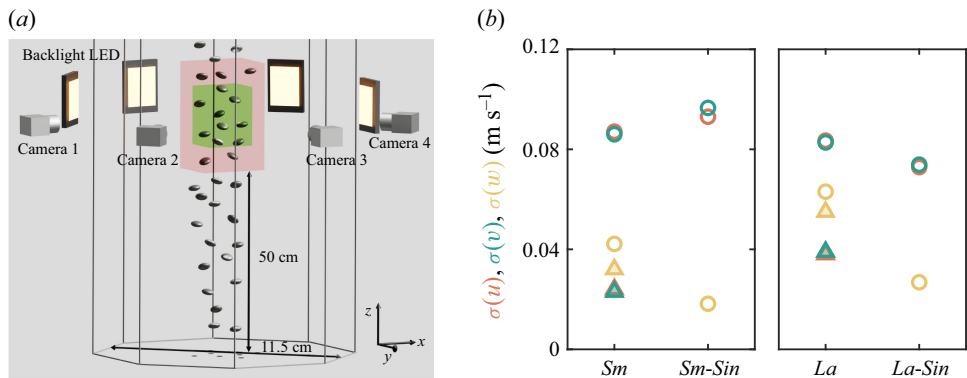 (a)
Backlight LED
Camera 1
Camera 2
Camera 3
Camera 4
50 cm
11.5 cm
z
x
y
(b)
σ(u), σ(v), σ(w) (m s⁻¹)
0.12
0.08
0.04
0
Sm
Sm-Sin
La
La-Sin